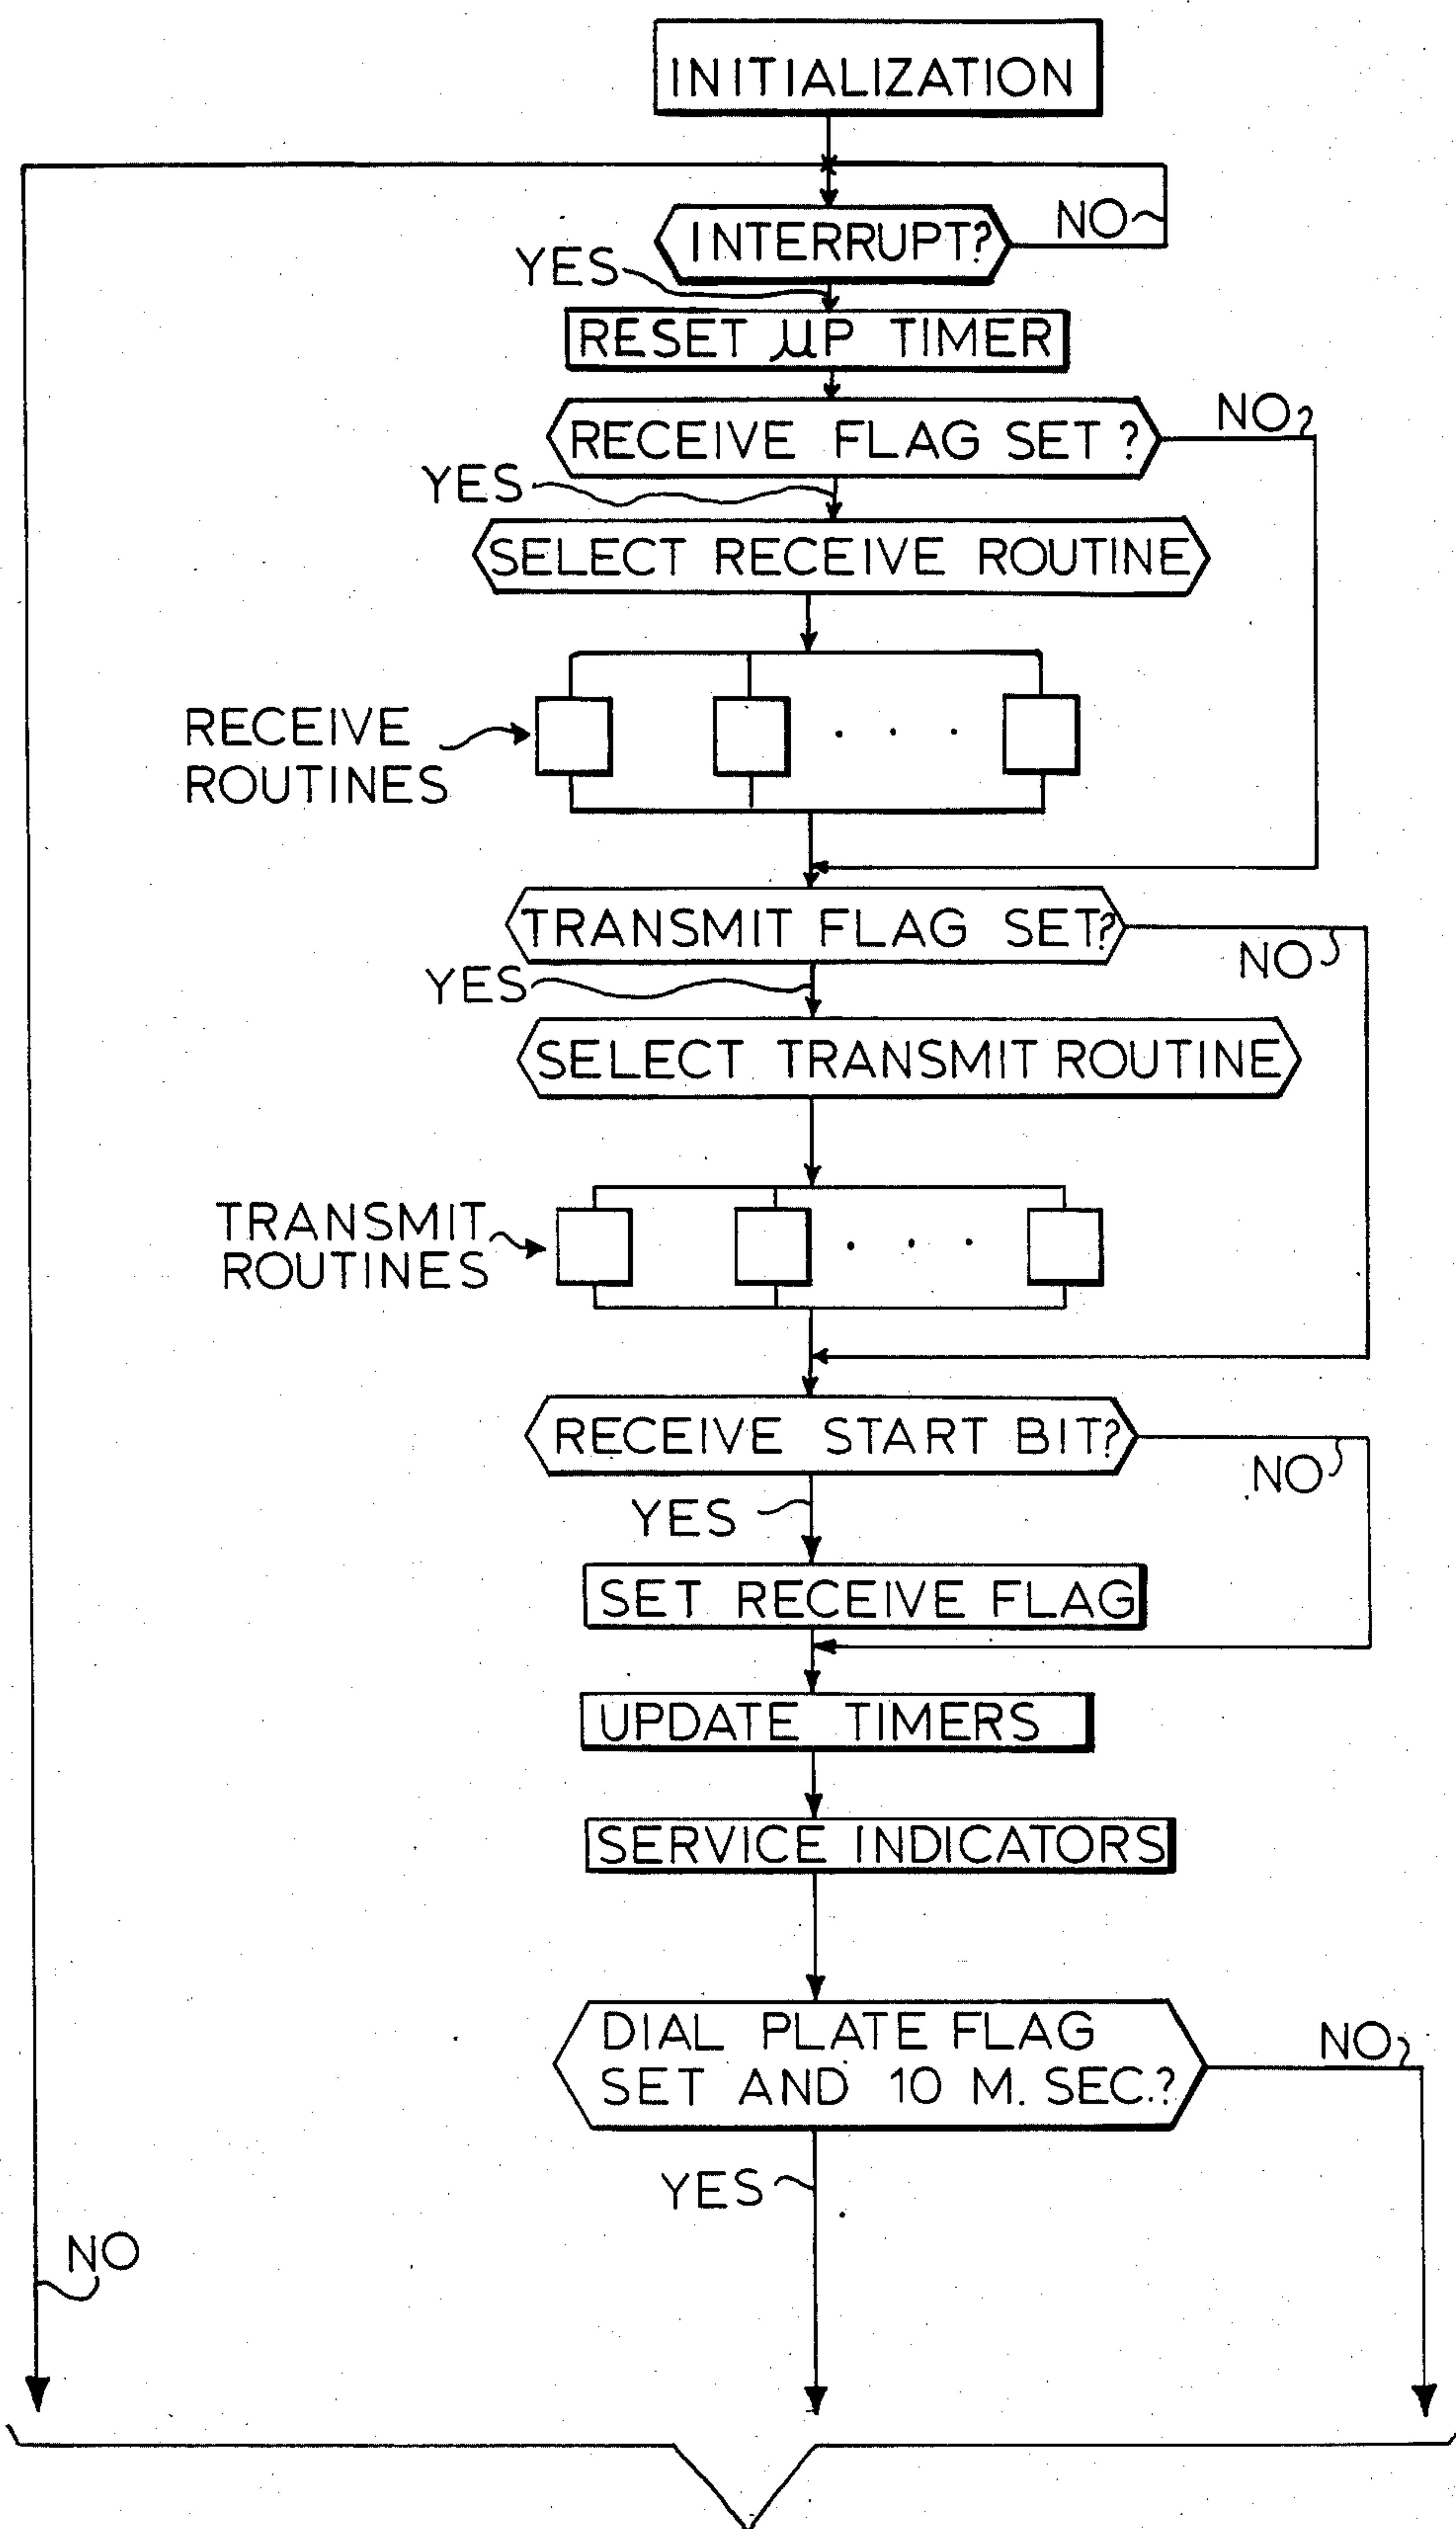 INITIALIZATION
INTERRUPT?
NO
YES
RESET µP TIMER
RECEIVE FLAG SET ?
NO
YES
SELECT RECEIVE ROUTINE
RECEIVE
ROUTINES
. . .
TRANSMIT FLAG SET?
NO
YES
SELECT TRANSMIT ROUTINE
TRANSMIT
ROUTINES
. . .
RECEIVE START BIT?
NO
YES
SET RECEIVE FLAG
UPDATE TIMERS
SERVICE INDICATORS
DIAL PLATE FLAG
SET AND 10 M. SEC.?
NO
YES
NO